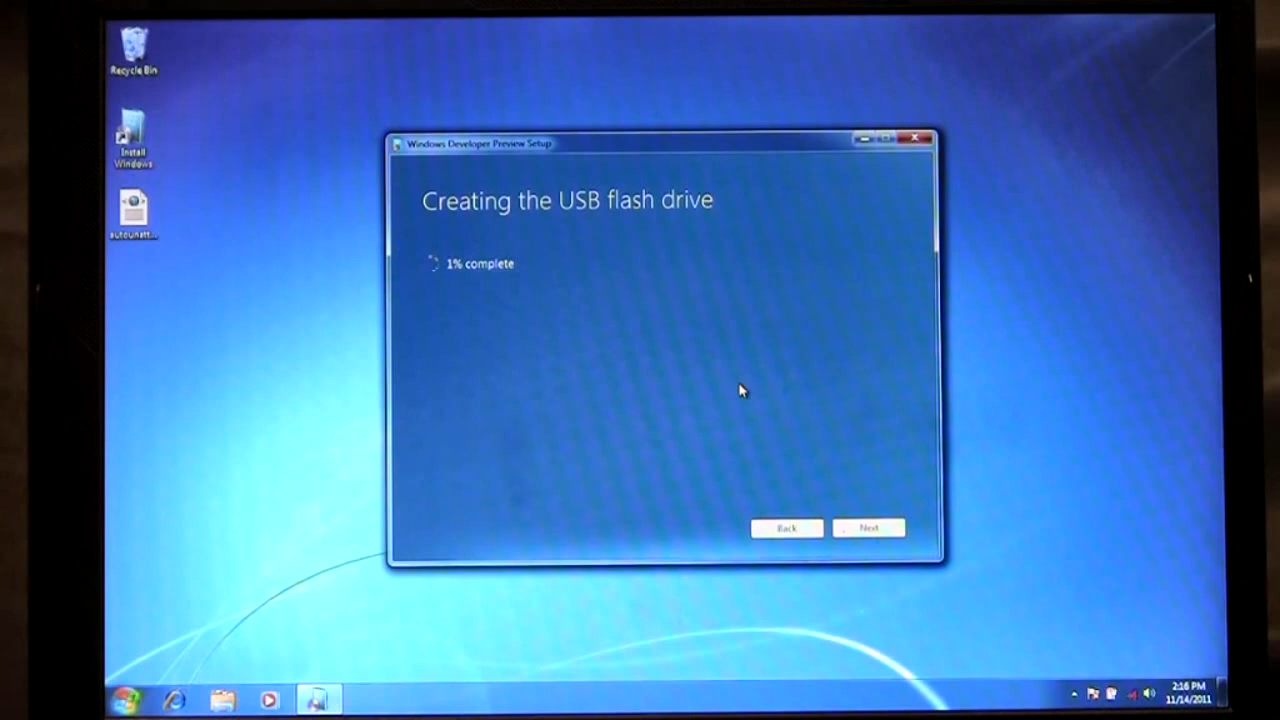 Recycle Bin
Install
Windows
autounatt...
Windows Developer Preview Setup
Creating the USB flash drive
1% complete
Back
Next
2:16 PM
11/14/2011